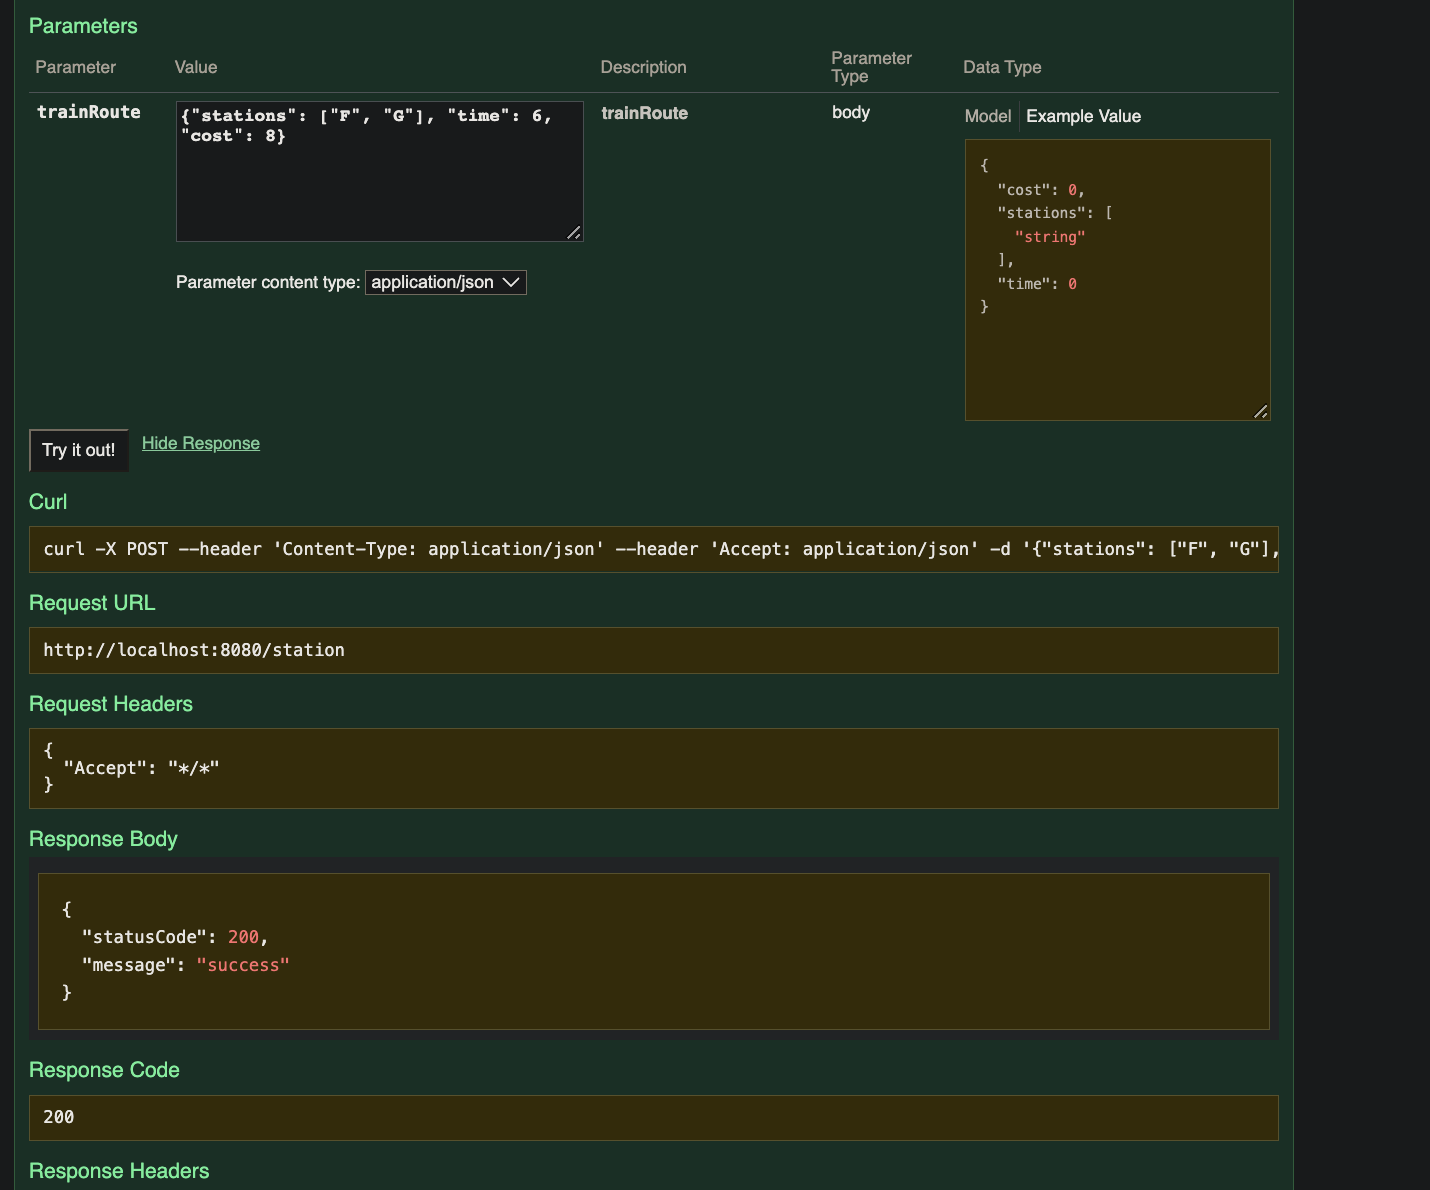 Parameters
Parameter Value Description Parameter Type Data Type
trainRoute
{"stations": ["F", "G"], "time": 6,
"cost": 8}
trainRoute
body
Model Example Value
{
"cost": 0,
"stations": [
"string"
],
"time": 0
}
Parameter content type: application/json
Try it out! Hide Response
Curl
curl -X POST --header 'Content-Type: application/json' --header 'Accept: application/json' -d '{"stations": ["F", "G"],
Request URL
http://localhost:8080/station
Request Headers
{
"Accept": "*/*"
}
Response Body
{
"statusCode": 200,
"message": "success"
}
Response Code
200
Response Headers